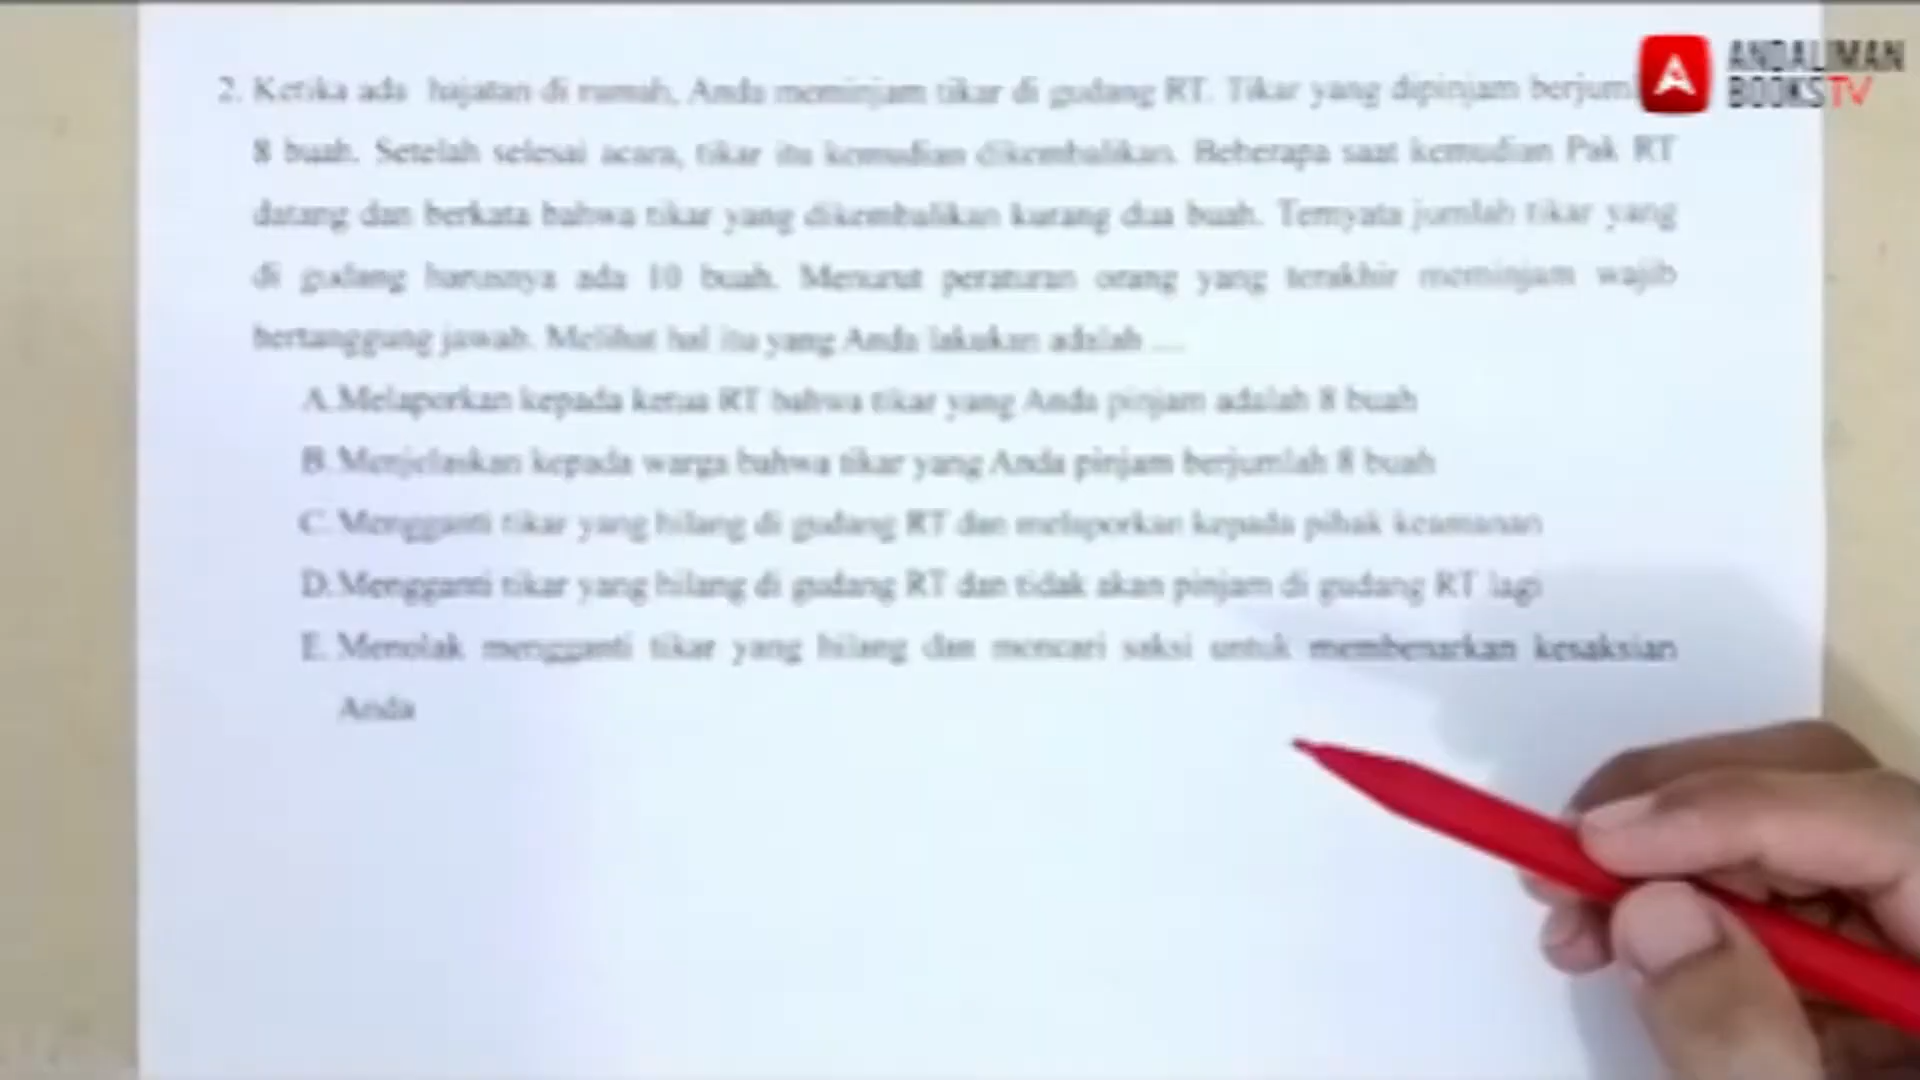 ANDALIMAN
BOOKSTV
2. Ketika ada hajatan di rumah, Anda meminjam tikar di gudang RT. Tikar yang dipinjam
8 buah. Setelah selesai acara, tikar itu kemudian dikembalikan. Beberapa saat kemudian Pak RT
datang dan berkata bahwa tikar yang dikembalikan kurang dua buah. Ternyata jumlah tikar yang
di gudang harusnya ada 10 buah. Menurut peraturan orang yang terakhir meminjam wajib
bertanggung jawab. Melihat hal itu yang Anda lakukan adalah ....
A. Melaporkan kepada ketua RT bahwa tikar yang Anda pinjam adalah 8 buah
B. Menjelaskan kepada warga bahwa tikar yang Anda pinjam berjumlah 8 buah
C. Mengganti tikar yang hilang di gudang RT dan melaporkan kepada pihak keamanan
D. Mengganti tikar yang hilang di gudang RT dan tidak akan pinjam di gudang RT lagi
E. Menolak mengganti tikar yang hilang dan mencari saksi untuk membenarkan kesaksian
Anda